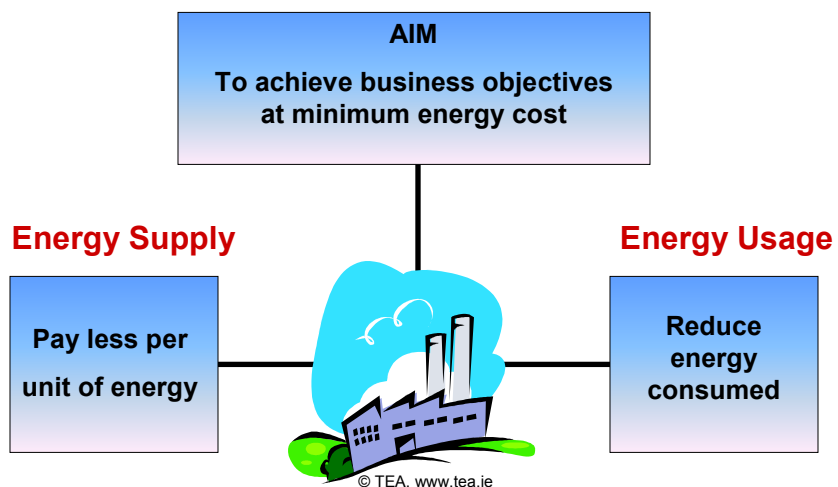 AIM
To achieve business objectives
at minimum energy cost
Energy Supply
Energy Usage
Pay less per
unit of energy
Reduce
energy
consumed
© TEA, www.tea.ie